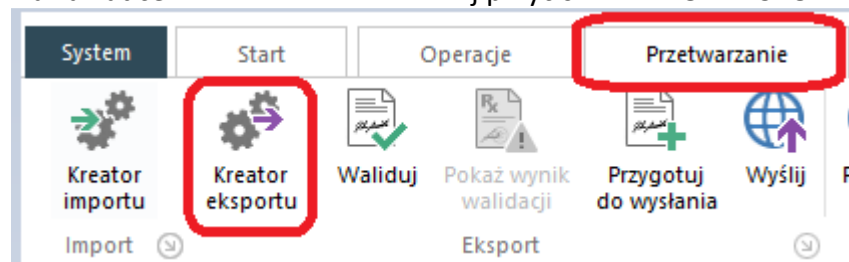 System Start Operacje Przetwarzanie
Kreator importu
Kreator eksportu
Waliduj
Pokaż wynik walidacji
Przygotuj do wysłania
Wyślij
Import Eksport